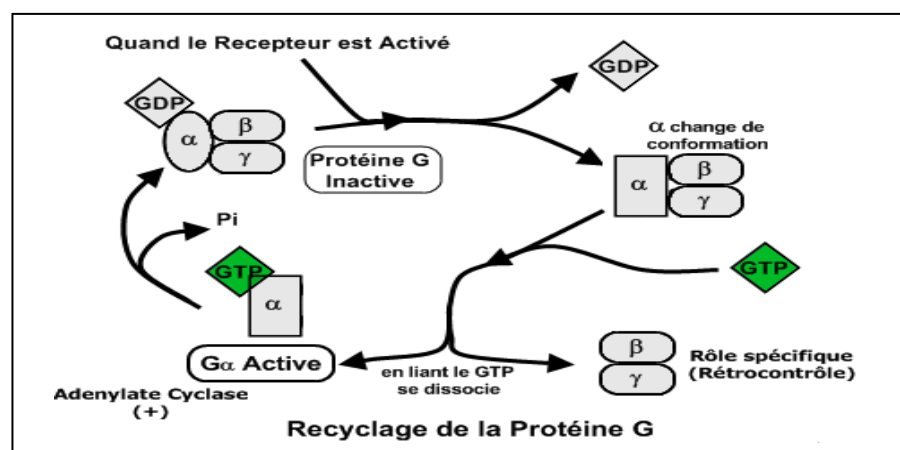 Quand le Recepteur est Activé
GDP
GDP
α
β
γ
Protéine G
Inactive
α change de
conformation
α
β
γ
Pi
GTP
α
GTP
Gα Active
en liant le GTP
se dissocie
β
γ
Rôle spécifique
(Rétrocontrôle)
Adenylate Cyclase
(+)
Recyclage de la Protéine G